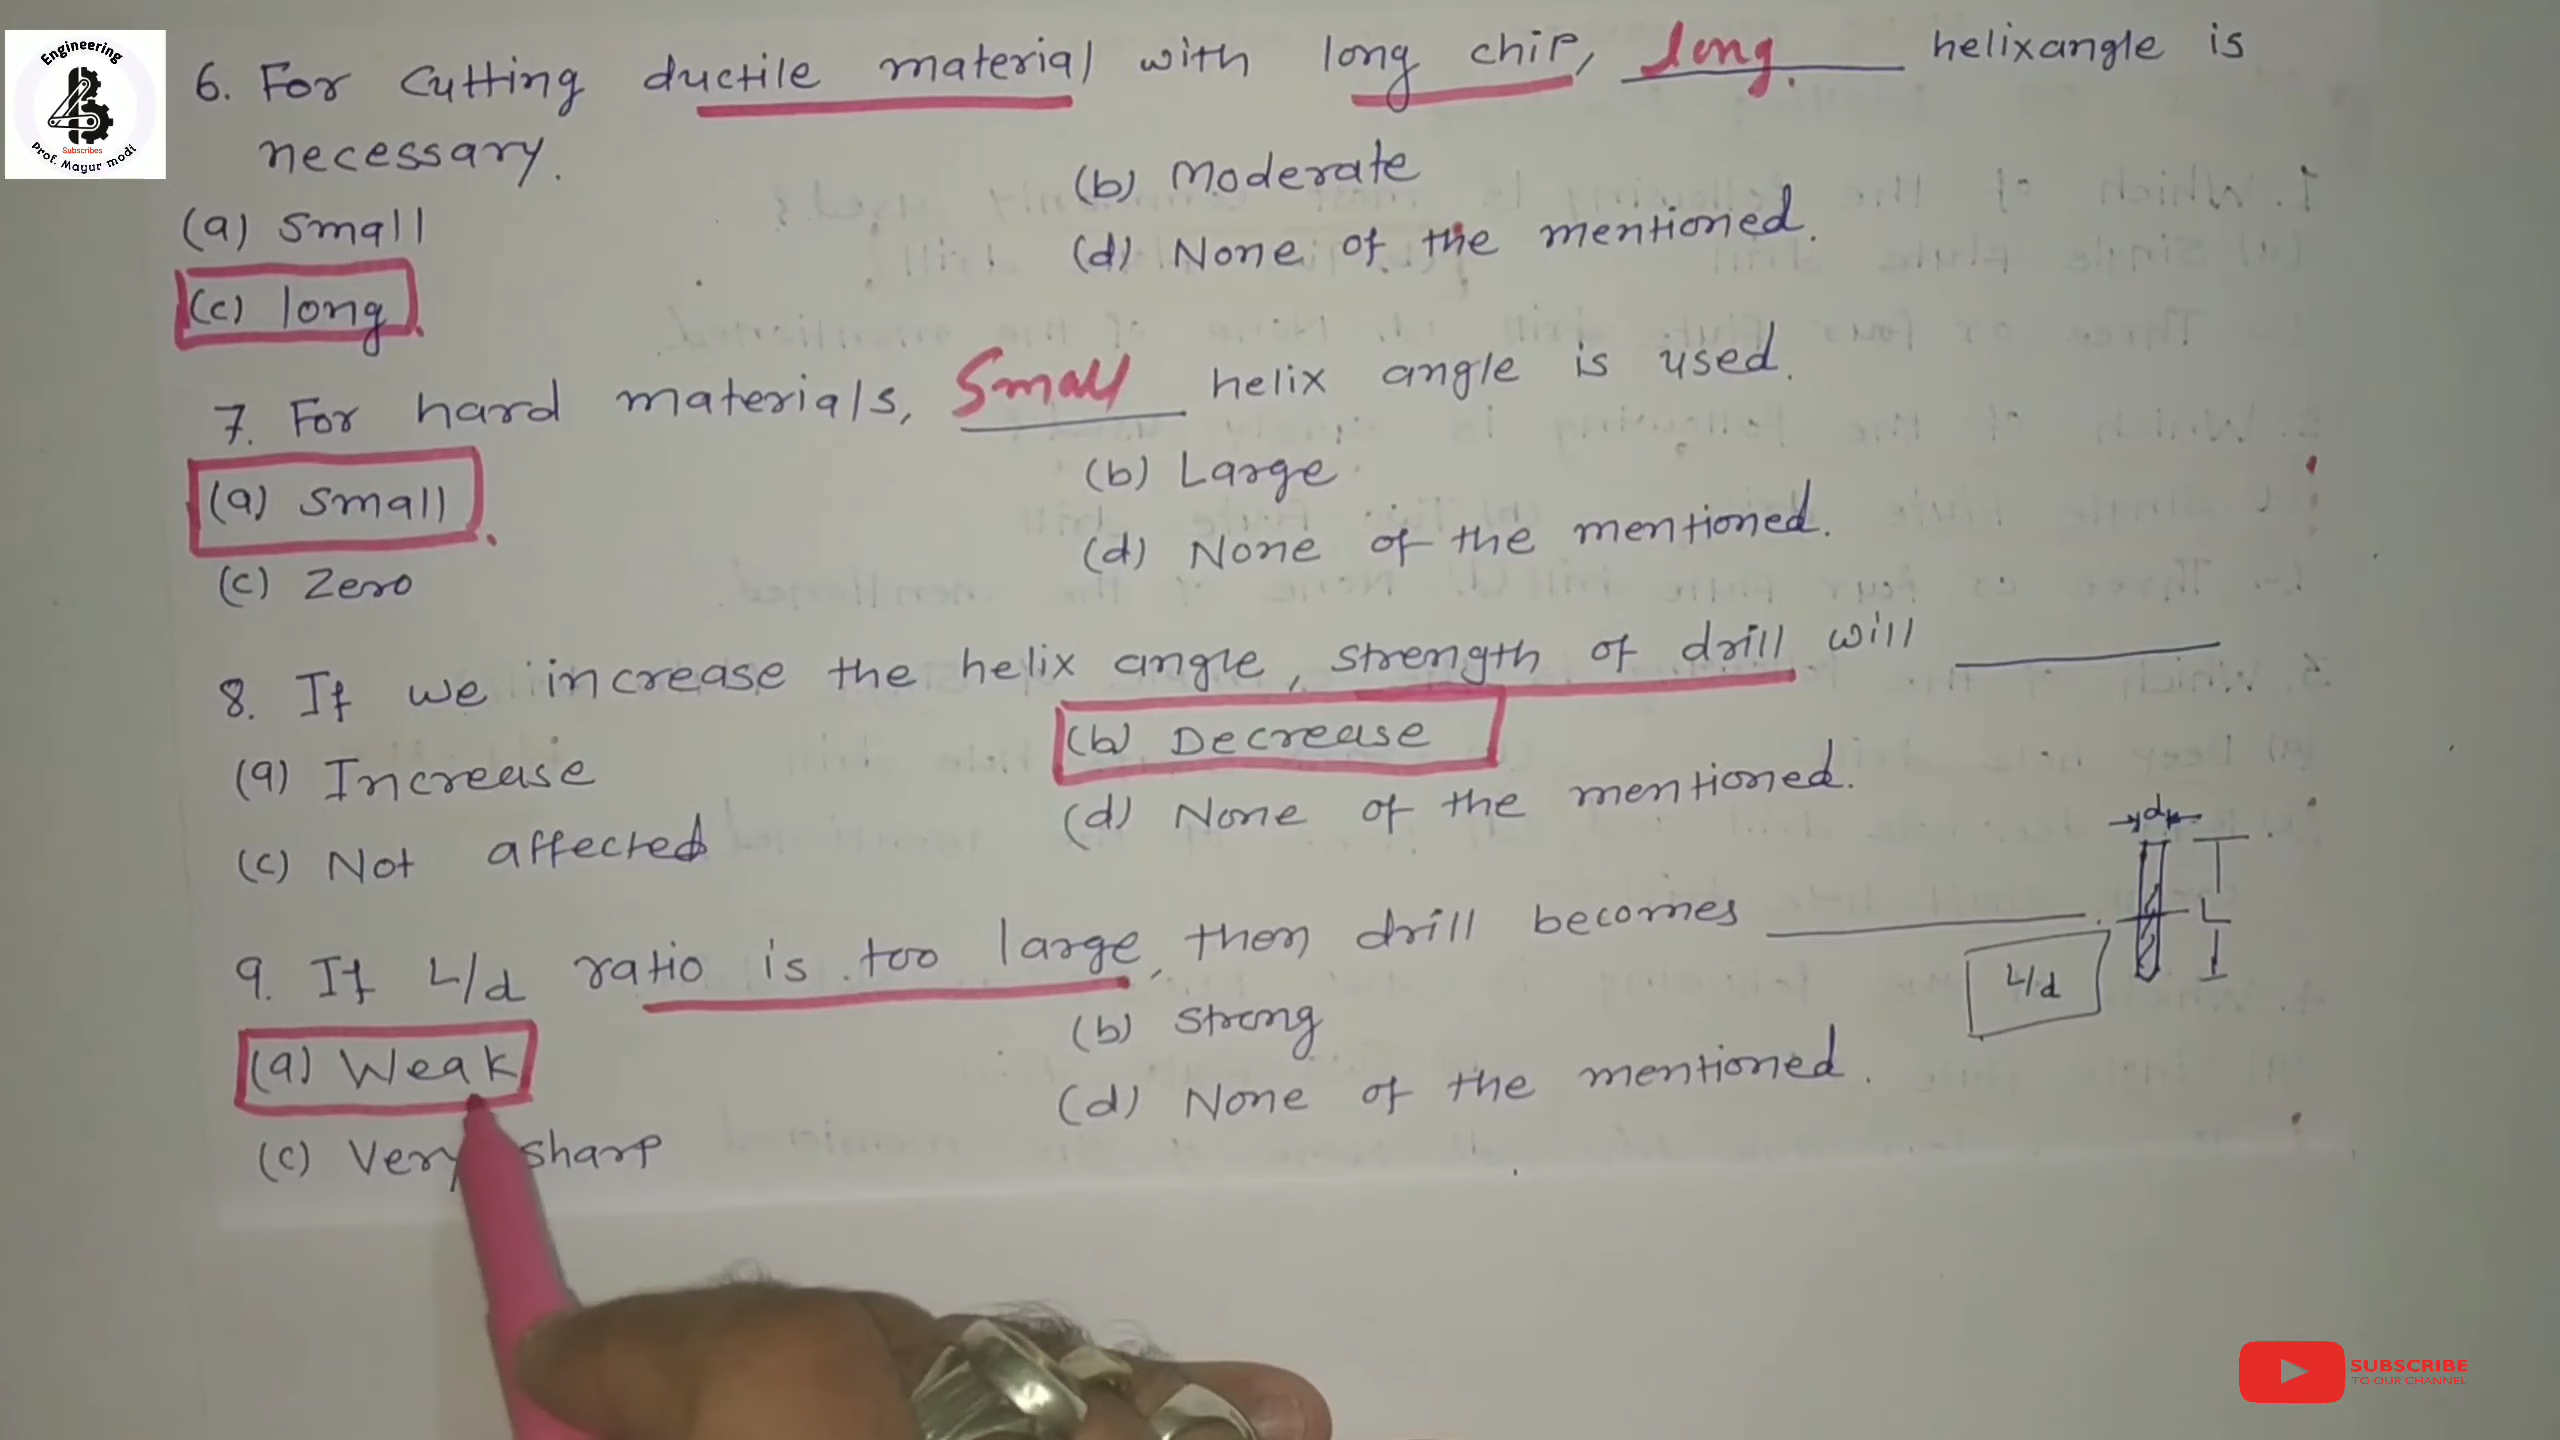 Engineering
Subscribes
Prof. Mayur modi
6. For cutting ductile material with long chip, long. helixangle is
necessary.
(a) Small
(b) Moderate
(c) long
(d) None of the mentioned.
7. For hard materials, Small helix angle is used.
(a) Small
(b) Large
(c) Zero
(d) None of the mentioned.
8. If we increase the helix angle, strength of drill will
(a) Increase
(b) Decrease
(c) Not affected
(d) None of the mentioned.
9. If L/d ratio is too large, then drill becomes
(a) Weak
(b) Strong
(c) Very sharp
(d) None of the mentioned.
d
L
L/d
SUBSCRIBE
TO OUR CHANNEL